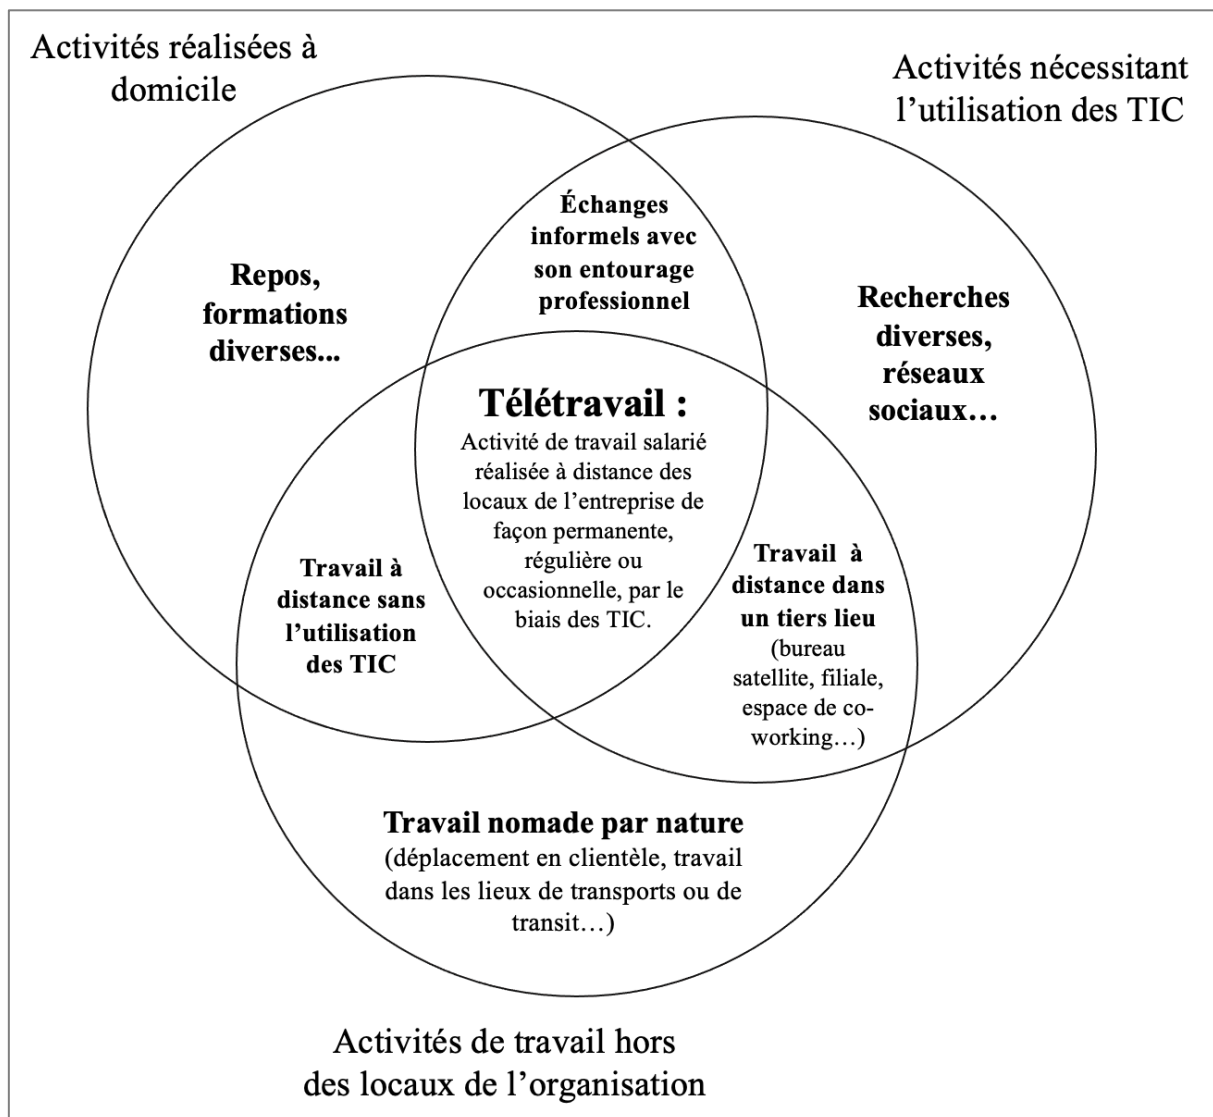 Activités réalisées à
domicile
Activités nécessitant
l’utilisation des TIC
Échanges
informels avec
son entourage
professionnel
Repos,
formations
diverses...
Recherches
diverses,
réseaux
sociaux…
Télétravail :
Activité de travail salarié
réalisée à distance des
locaux de l’entreprise de
façon permanente,
régulière ou
occasionnelle, par le
biais des TIC.
Travail à
distance sans
l’utilisation
des TIC
Travail à
distance dans
un tiers lieu
(bureau
satellite, filiale,
espace de co-
working…)
Travail nomade par nature
(déplacement en clientèle, travail
dans les lieux de transports ou de
transit…)
Activités de travail hors
des locaux de l’organisation